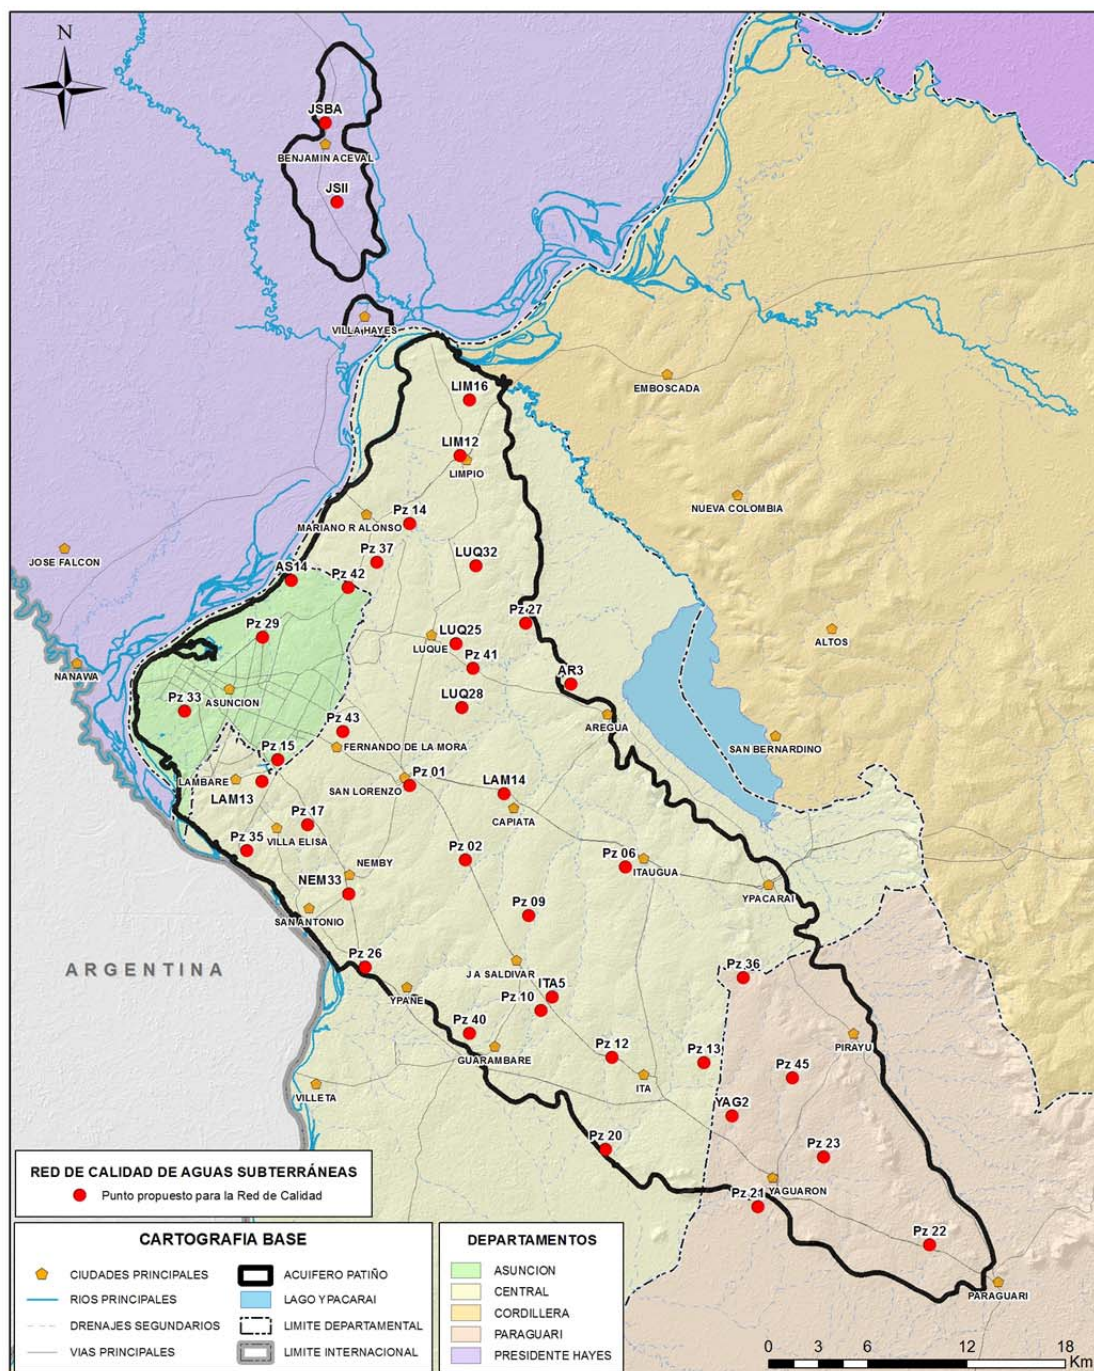 N
JSBA
BENJAMIN ACEVAL
JSII
VILLA HAYES
LIM16
EMBOSCADA
LIM12
LIMPIO
NUEVA COLOMBIA
Pz 14
MARIANO R ALONSO
Pz 37
LUQ32
JOSE FALCON
AS14
Pz 42
Pz 27
Pz 29
LUQ25
LUQUE
ALTOS
Pz 41
NANAWA
AR3
ASUNCION
Pz 33
LUQ28
AREGUA
Pz 43
FERNANDO DE LA MORA
SAN BERNARDINO
Pz 15
Pz 01
LAMBARE
SAN LORENZO
LAM14
LAM13
CAPIATA
Pz 17
Pz 35
VILLA ELISA
Pz 02
Pz 06
NEMBY
ITAUGUA
NEM33
YPACARAI
Pz 09
SAN ANTONIO
Pz 26
J A SALDIVAR
Pz 36
ARGENTINA
ITA5
YPANE
Pz 10
Pz 40
Pz 12
Pz 13
PIRAYU
GUARAMBARE
Pz 45
ITA
VILLETA
YAG2
Pz 20
Pz 23
YAGUARON
Pz 21
Pz 22
PARAGUARI
RED DE CALIDAD DE AGUAS SUBTERRÁNEAS
Punto propuesto para la Red de Calidad
CARTOGRAFIA BASE
CIUDADES PRINCIPALES
ACUIFERO PATIÑO
RIOS PRINCIPALES
LAGO YPACARAI
DRENAJES SEGUNDARIOS
LIMITE DEPARTAMENTAL
VIAS PRINCIPALES
LIMITE INTERNACIONAL
DEPARTAMENTOS
ASUNCION
CENTRAL
CORDILLERA
PARAGUARI
PRESIDENTE HAYES
0 3 6 12 18
Km